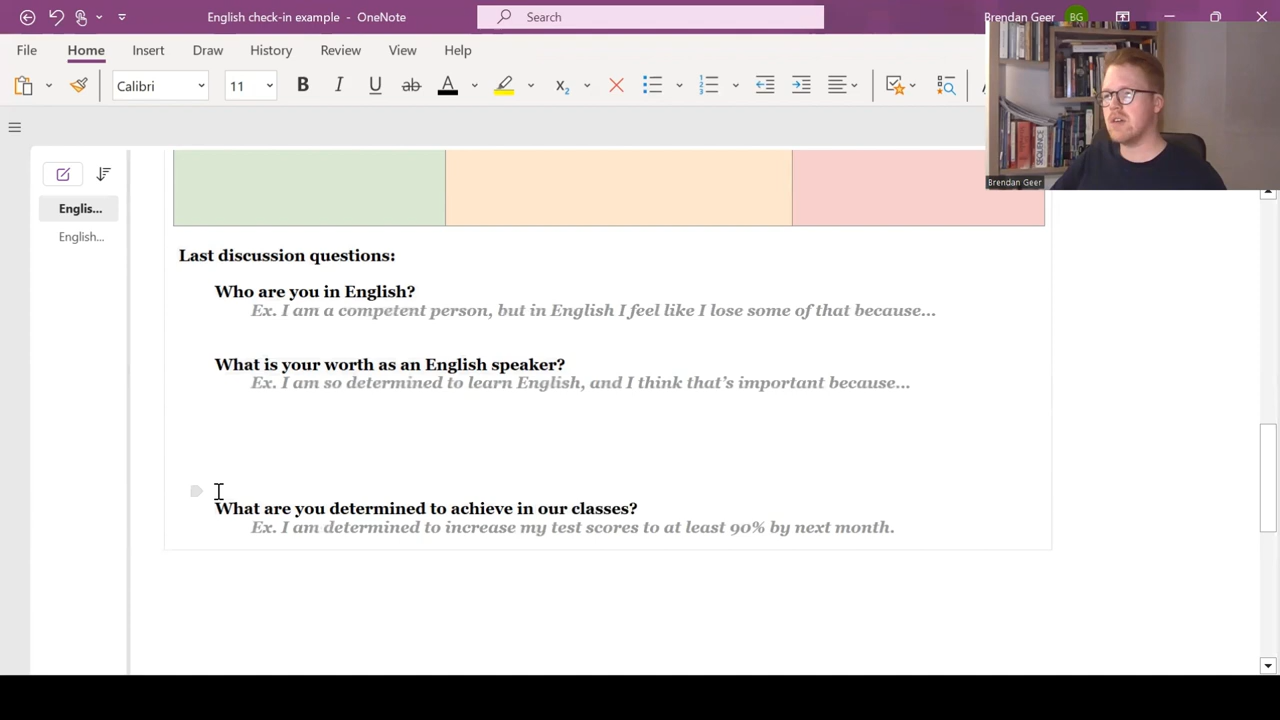 English check-in example - OneNote
Search
Brendan Geer
BG
File
Home
Insert
Draw
History
Review
View
Help
Calibri
11
B
I
U
ab
A
x₂
Brendan Geer
Englis...
English...
Last discussion questions:
Who are you in English?
Ex. I am a competent person, but in English I feel like I lose some of that because...
What is your worth as an English speaker?
Ex. I am so determined to learn English, and I think that's important because...
What are you determined to achieve in our classes?
Ex. I am determined to increase my test scores to at least 90% by next month.